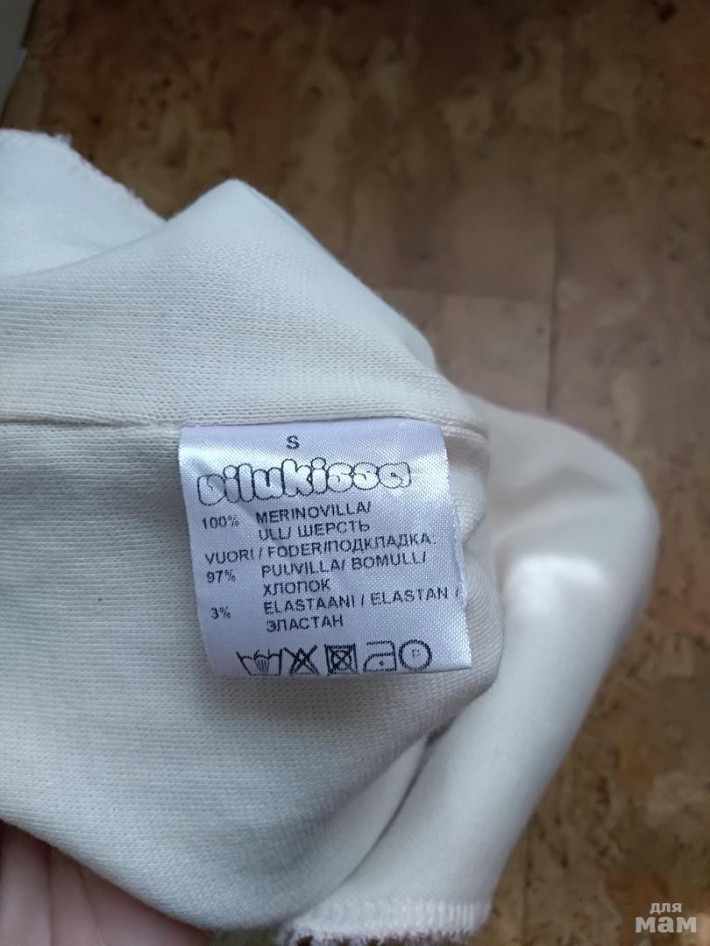 S
vilukissa
100% MERINOVILLA/
ULL/ ШЕРСТЬ
VUORI / FODER/ПОДКЛАДКА:
97% PUUVILLA/ BOMULL/
ХЛОПОК
3% ELASTAANI / ELASTAN /
ЭЛАСТАН
P
для
мам